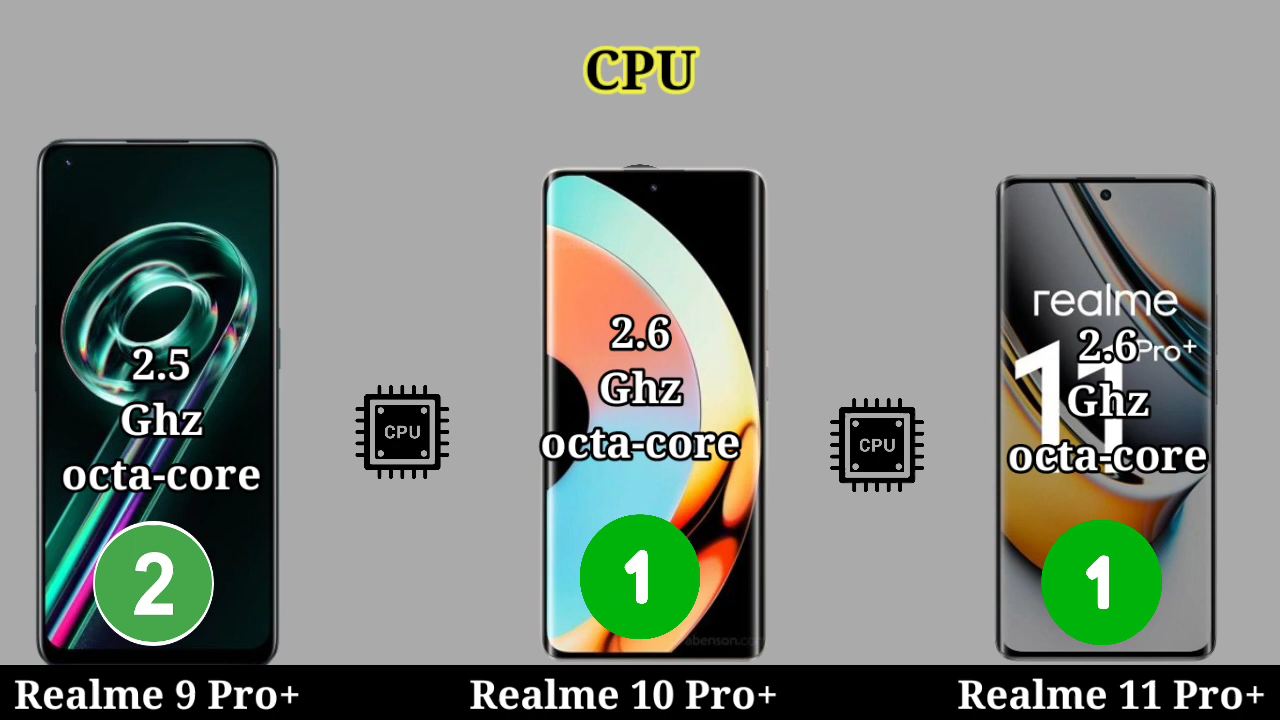 CPU
2.5
Ghz
octa-core
2
CPU
2.6
Ghz
octa-core
1
CPU
realme
11 Pro+
2.6
Ghz
octa-core
1
Realme 9 Pro+
Realme 10 Pro+
Realme 11 Pro+